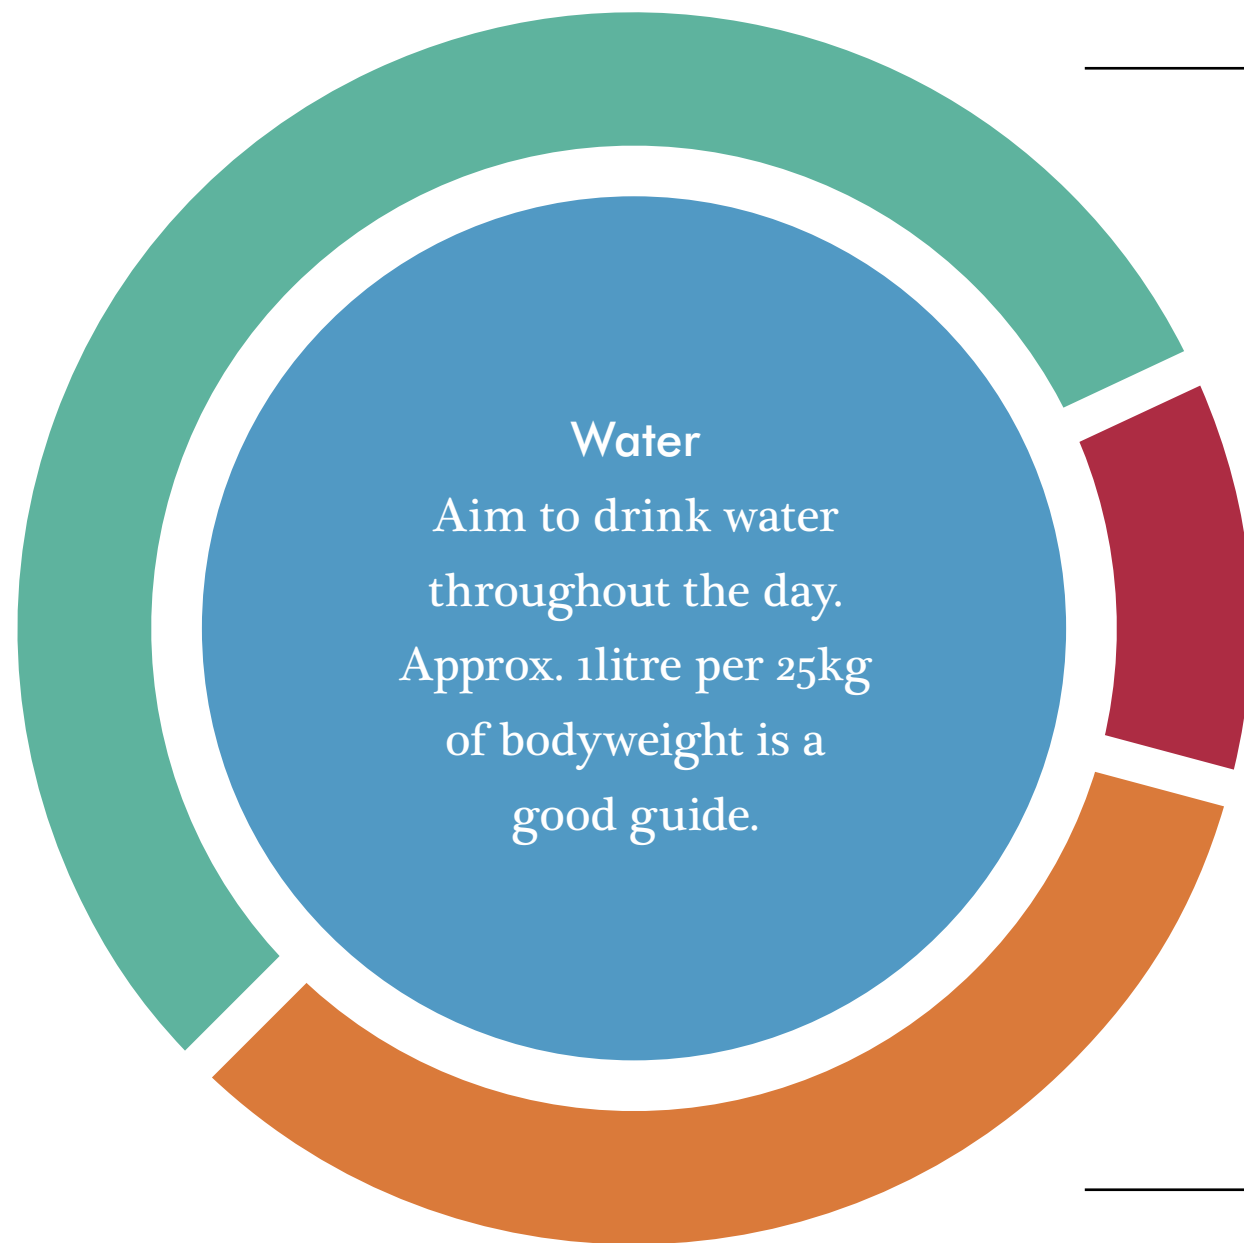 Water
Aim to drink water
throughout the day.
Approx. 1litre per 25kg
of bodyweight is a
good guide.